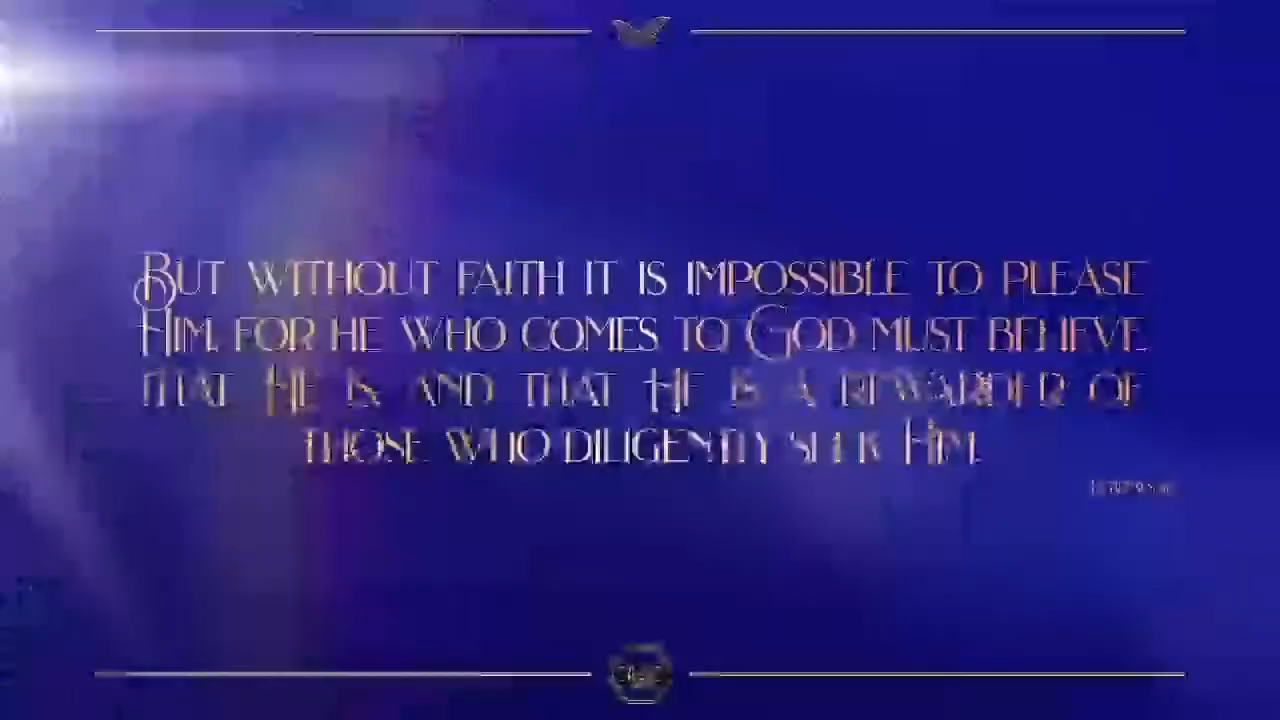 But without faith it is impossible to please
Him, for he who comes to God must believe
that He is, and that He is a rewarder of
those who diligently seek Him.